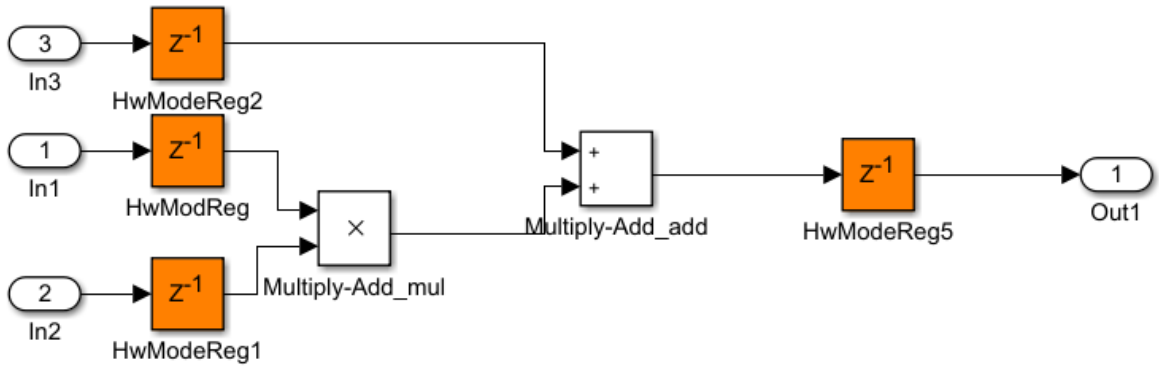 3
In3
Z-1
HwModeReg2
1
In1
Z-1
HwModReg
2
In2
Z-1
HwModeReg1
×
Multiply-Add_mul
+
+
Multiply-Add_add
Z-1
HwModeReg5
1
Out1